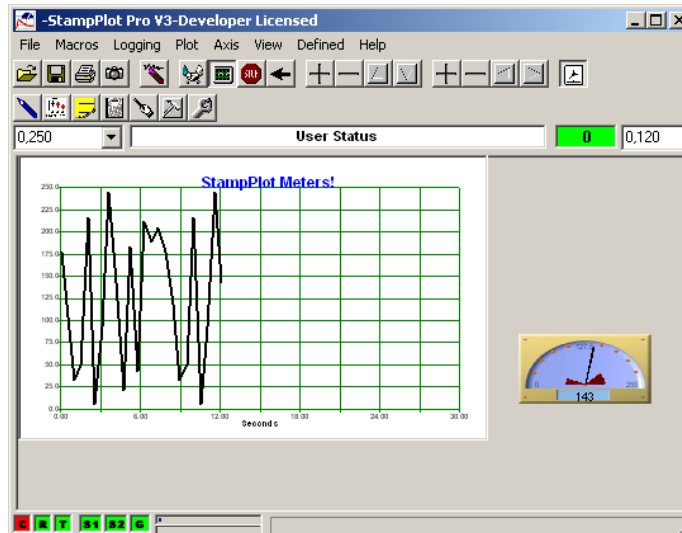 -StampPlot Pro V3-Developer Licensed
File Macros Logging Plot Axis View Defined Help
0,250 User Status 0 0,120
StampPlot Meters!
250.0
225.0
200.0
175.0
150.0
125.0
100.0
75.0
50.0
25.0
0.0
0.00 6.00 12.00 18.00 24.00 30.00
Seconds
0 255
143
C R T S1 S2 G